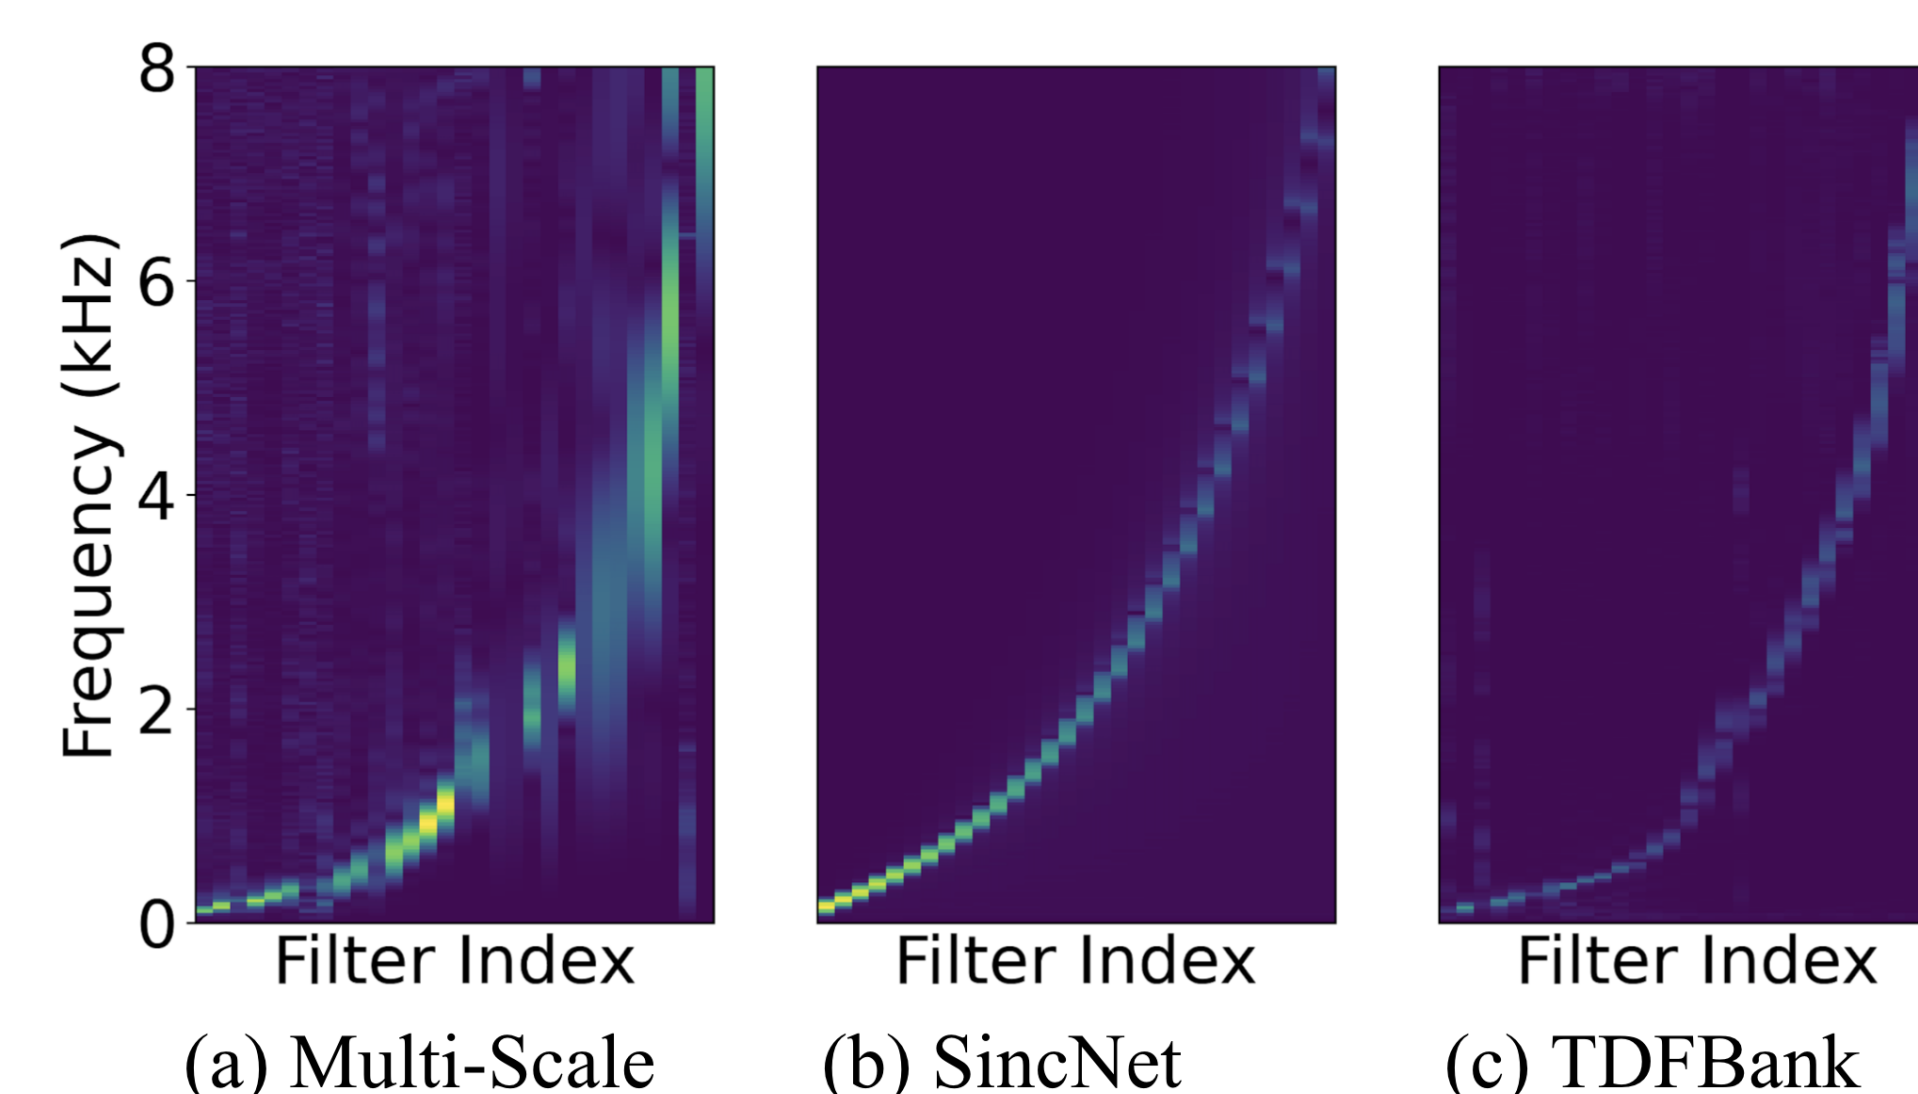 8
6
4
2
0
Frequency (kHz)
Filter Index
Filter Index
Filter Index
(a) Multi-Scale
(b) SincNet
(c) TDFBank